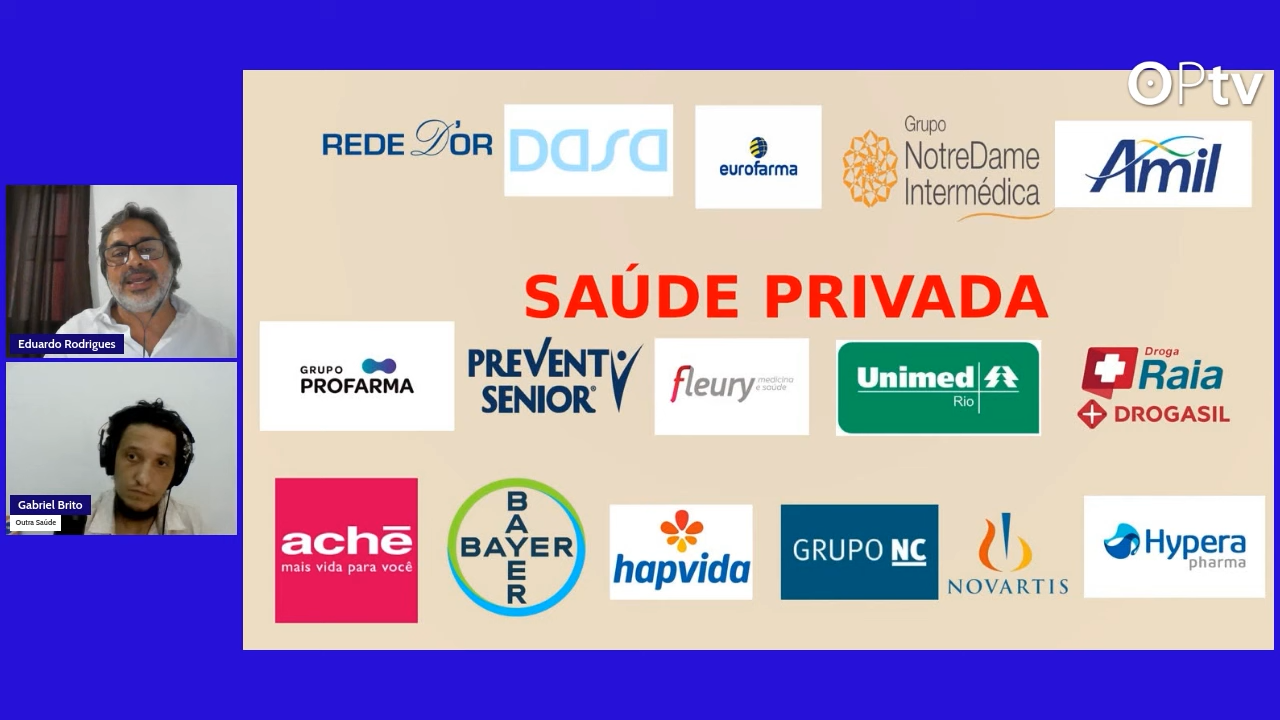 OPtv
REDE D'OR
DASA
eurofarma
Grupo
NotreDame
Intermédica
Amil
SAÚDE PRIVADA
GRUPO
PROFARMA
PREVENT
SENIOR®
fleury medicina
e saúde
Unimed
Rio
Droga
Raia
DROGASIL
achē
mais vida para você
BAYER
BAYER
hapvida
GRUPO NC
NOVARTIS
Hypera
pharma
Eduardo Rodrigues
Gabriel Brito
Outra Saúde